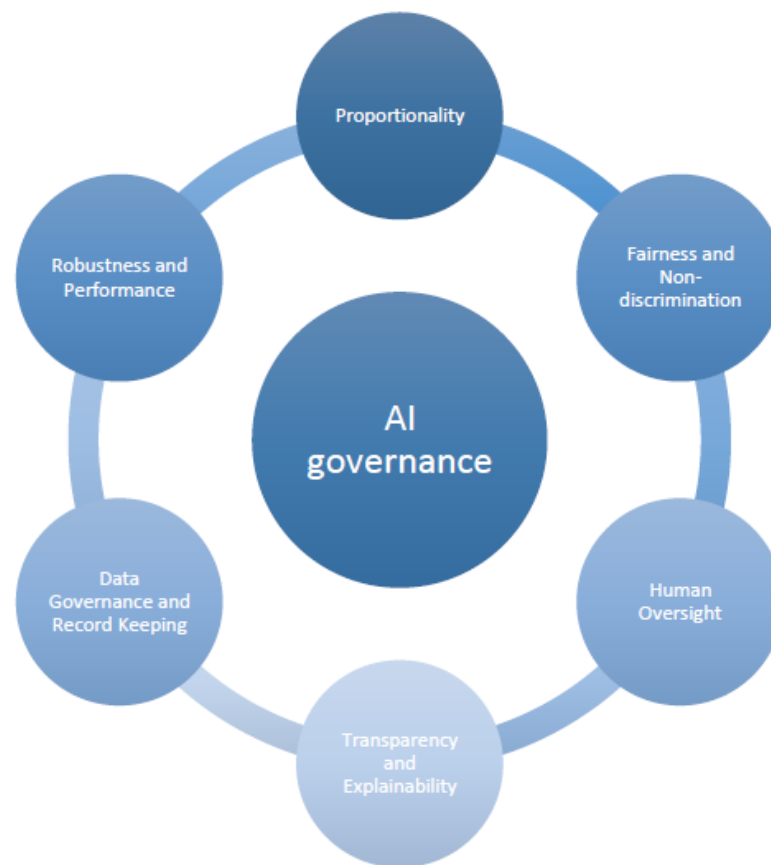 Proportionality
Fairness and
Non-
discrimination
Human
Oversight
Transparency
and
Explainability
Data
Governance and
Record Keeping
Robustness and
Performance
AI
governance